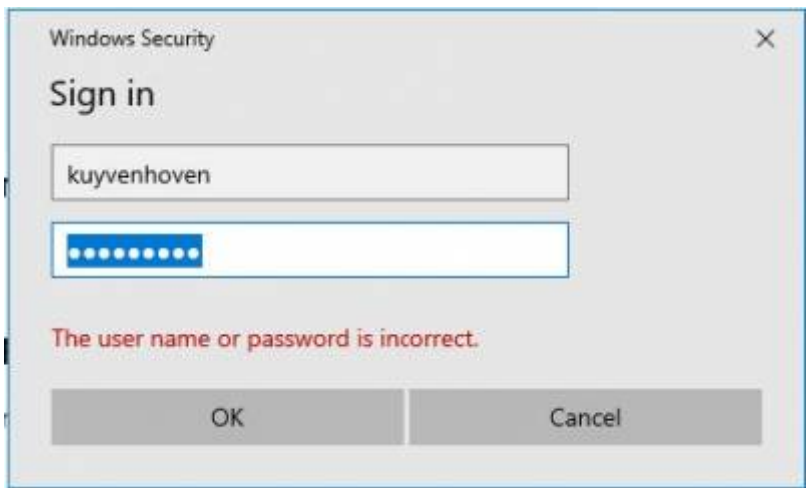 Windows Security
Sign in
kuyvenhoven
•••••••••
The user name or password is incorrect.
OK Cancel